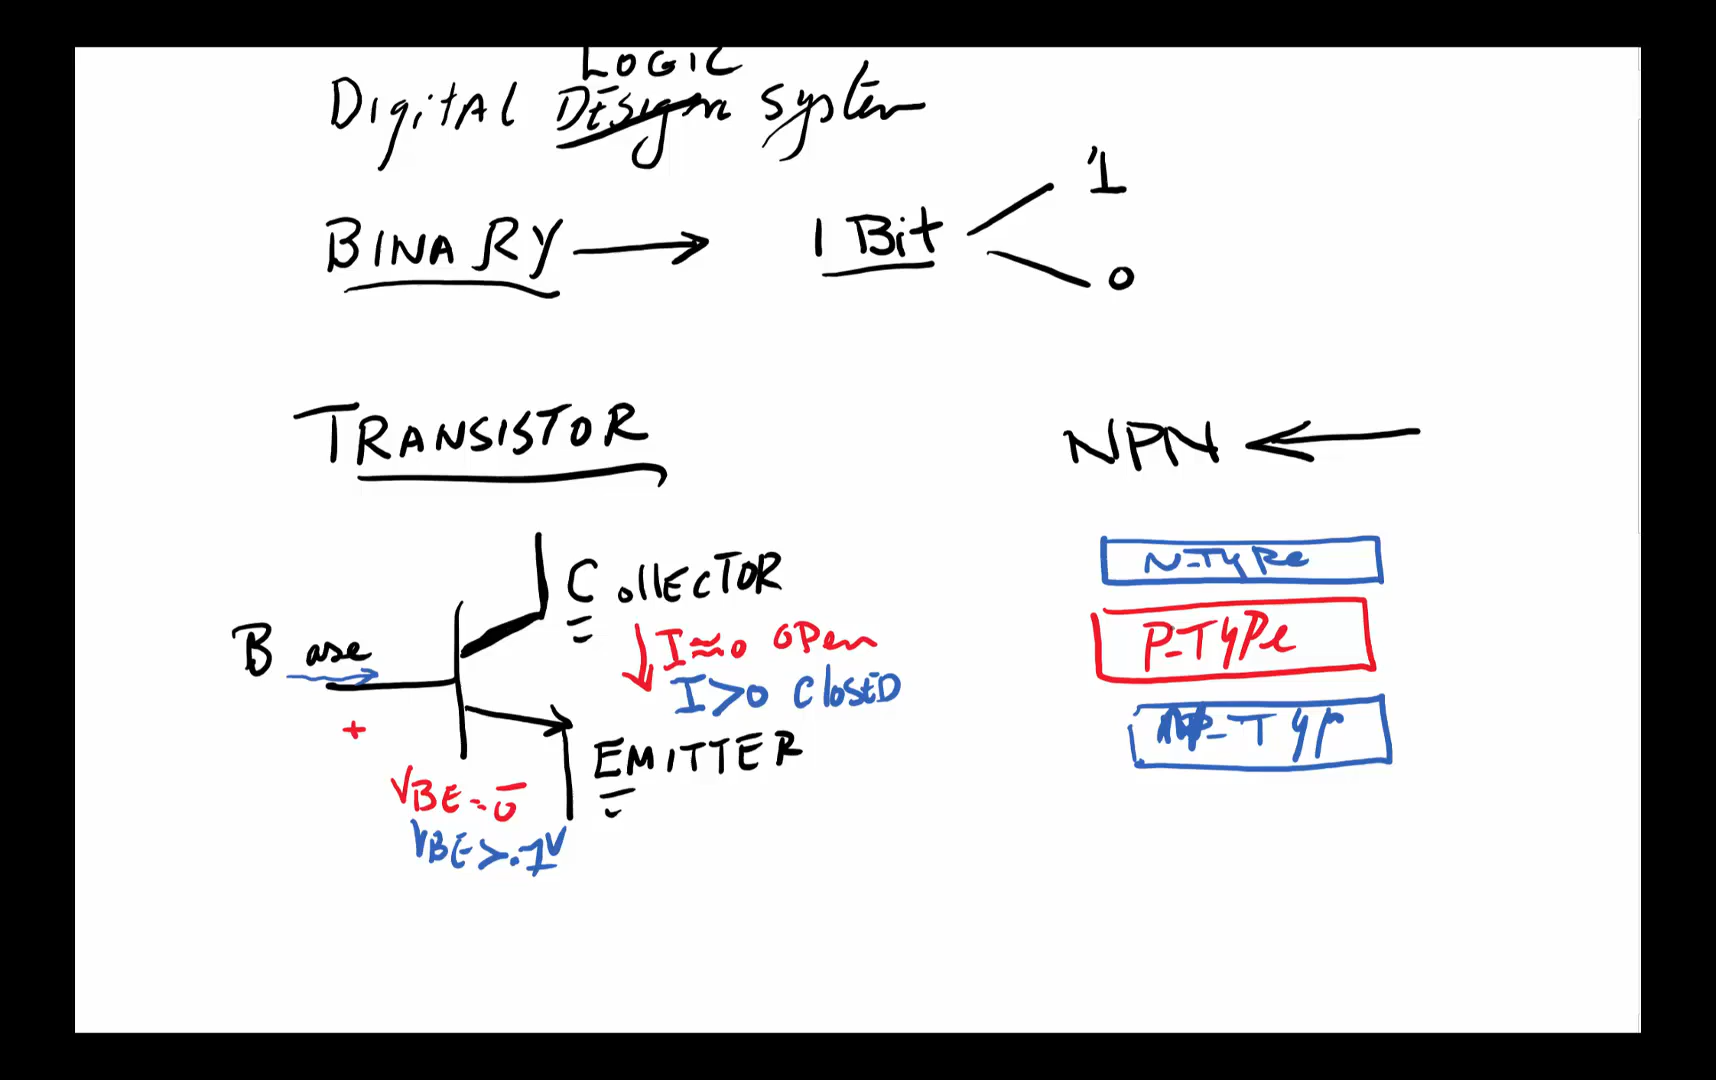 LOGIC
Digital Design System
BINARY → 1 Bit
1
0
TRANSISTOR
NPN ←
Collector
Base
I≈0 open
I>0 Closed
+
EMITTER
VBE=0
VBE>.7V
N-Type
P-Type
N-Typ